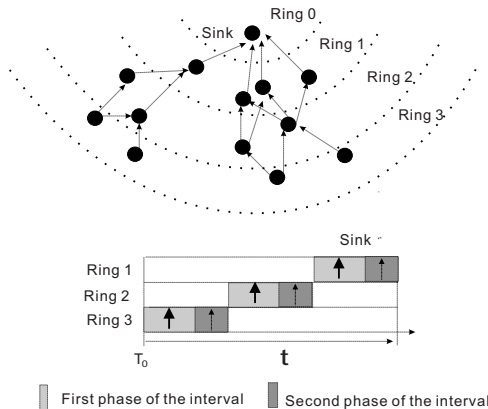 Ring 0
Sink
Ring 1
Ring 2
Ring 3
Sink
Ring 1
Ring 2
Ring 3
T0
t
First phase of the interval
Second phase of the interval